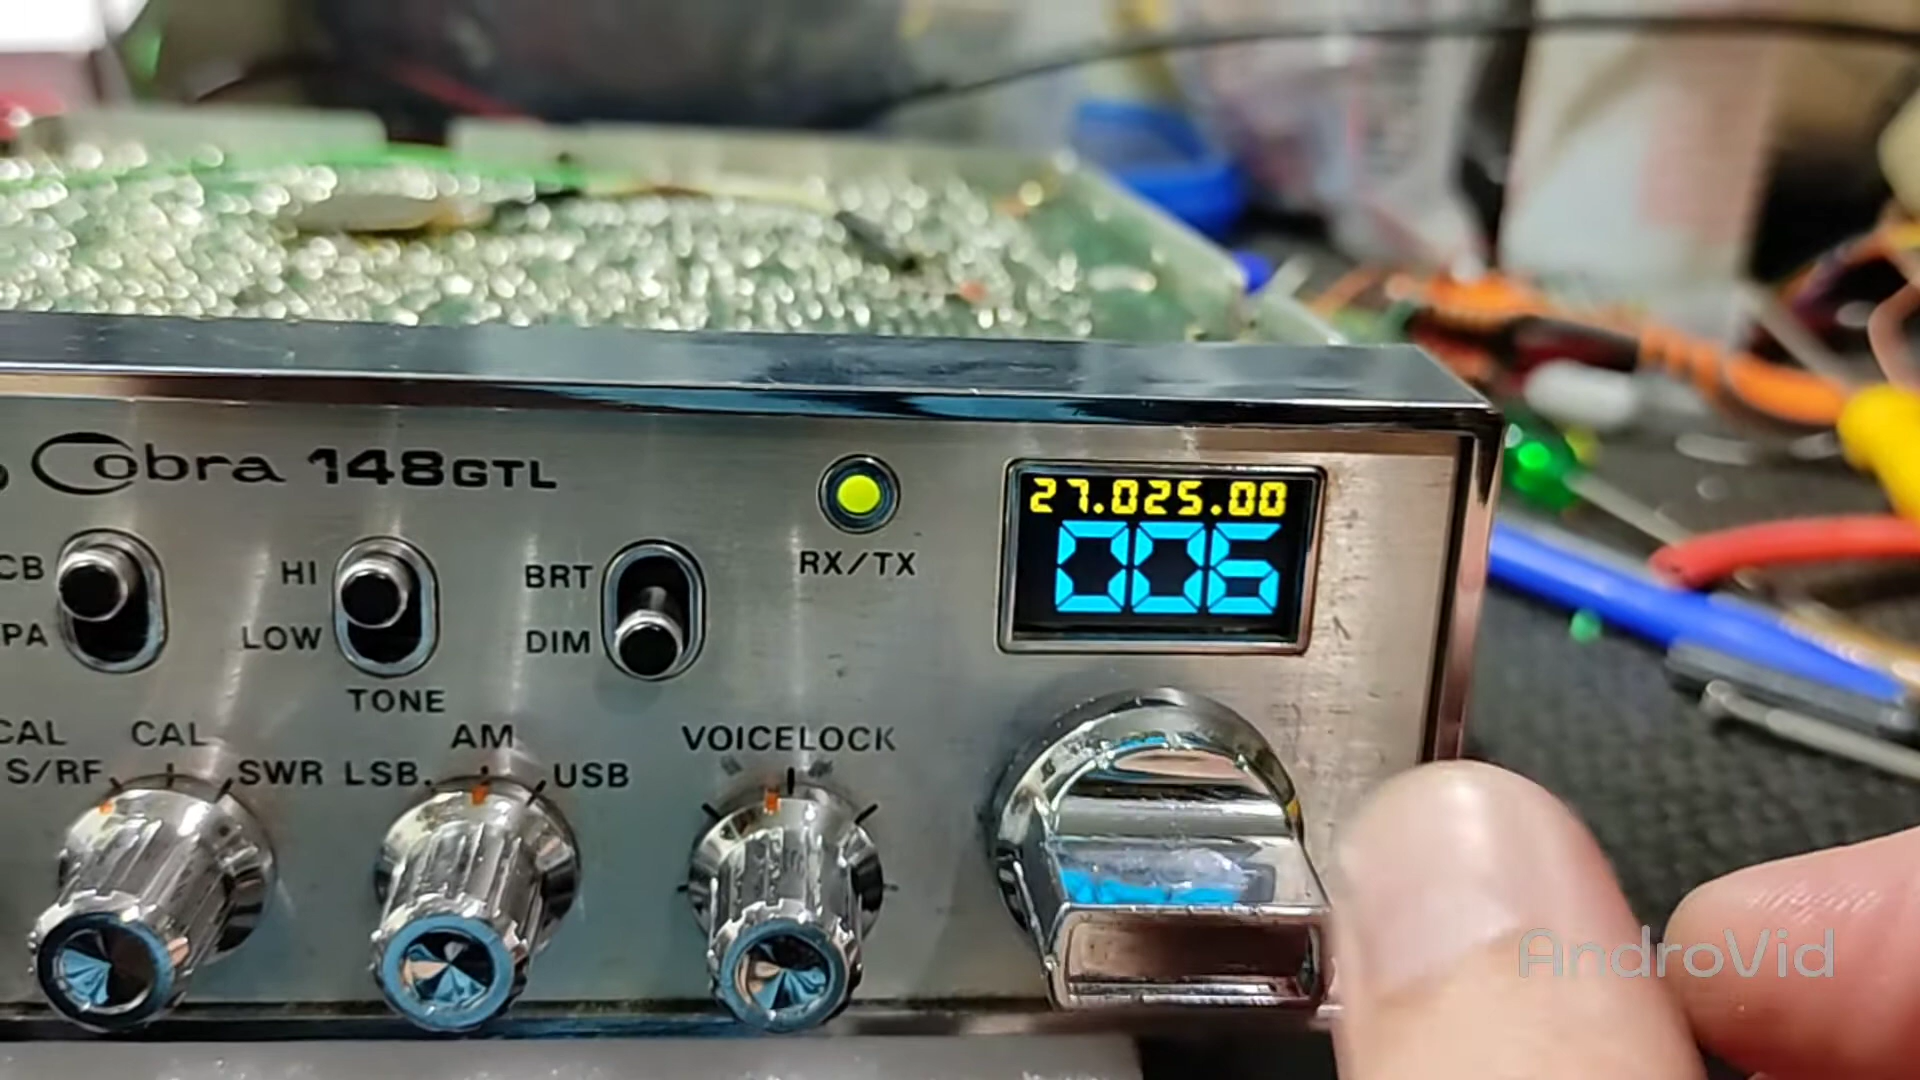 Cobra 148GTL
27.025.00
006
RX/TX
CB
PA
HI
LOW
TONE
BRT
DIM
CAL
S/RF
CAL
SWR
LSB
AM
USB
VOICELOCK
AndroVid